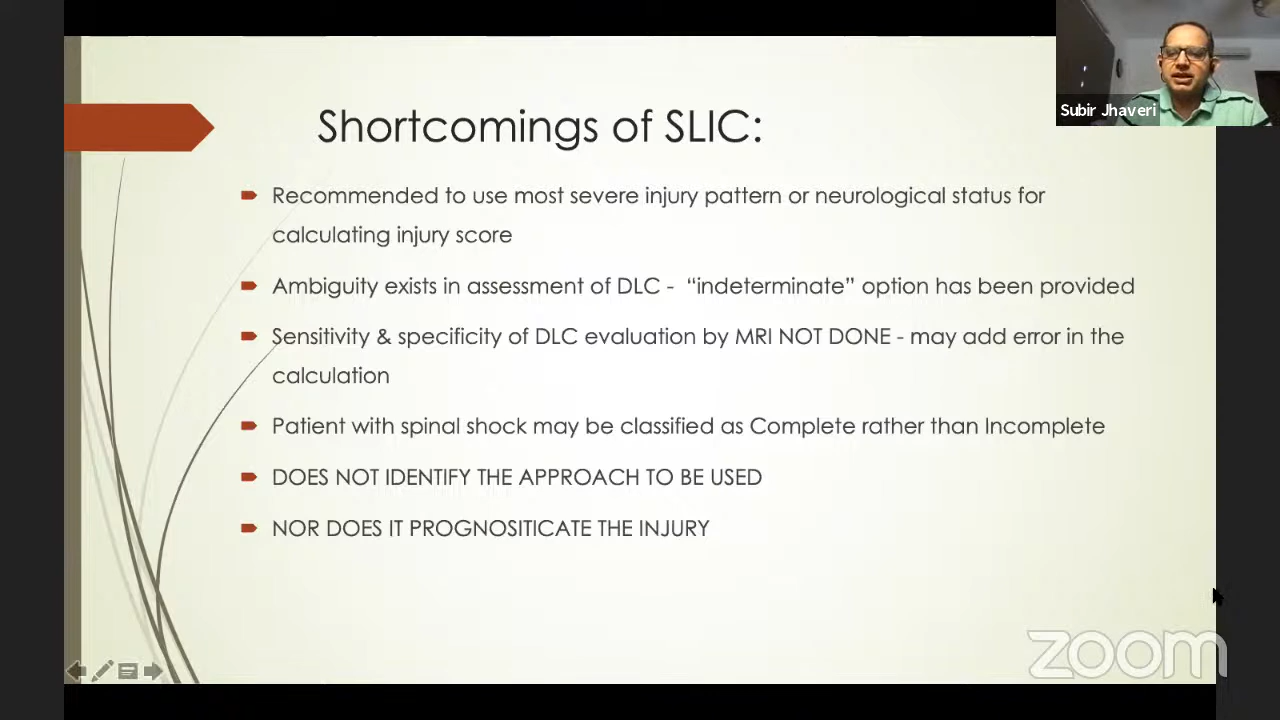 Subir Jhaveri
Shortcomings of SLIC:
Recommended to use most severe injury pattern or neurological status for
calculating injury score
Ambiguity exists in assessment of DLC - “indeterminate” option has been provided
Sensitivity & specificity of DLC evaluation by MRI NOT DONE - may add error in the
calculation
Patient with spinal shock may be classified as Complete rather than Incomplete
DOES NOT IDENTIFY THE APPROACH TO BE USED
NOR DOES IT PROGNOSITICATE THE INJURY
zoom